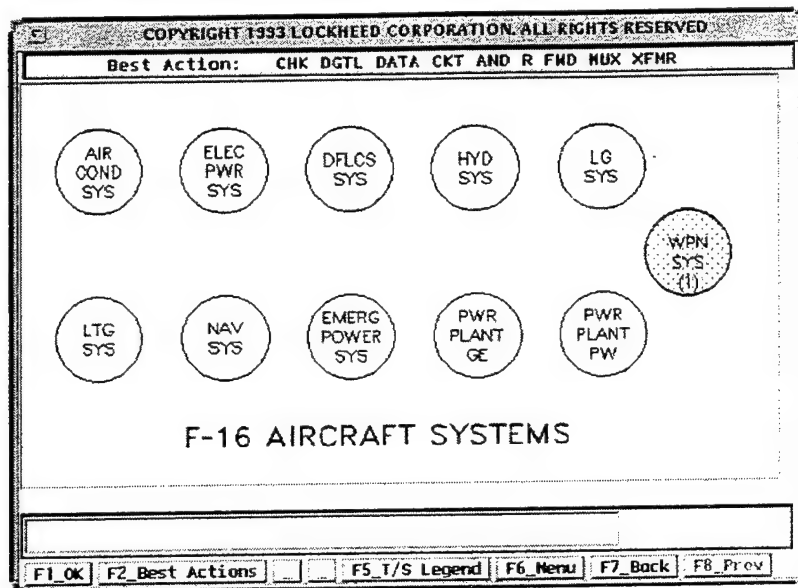 COPYRIGHT 1993 LOCKHEED CORPORATION. ALL RIGHTS RESERVED
Best Action: CHK DGTL DATA CKT AND R FWD MUX XFMR
AIR
COND
SYS
ELEC
PWR
SYS
DFLCS
SYS
HYD
SYS
LG
SYS
WPN
SYS
(1)
LTG
SYS
NAV
SYS
EMERG
POWER
SYS
PWR
PLANT
GE
PWR
PLANT
PW
F-16 AIRCRAFT SYSTEMS
F1_OK F2_Best Actions F5_T/S Legend F6_Menu F7_Back F8_Prev